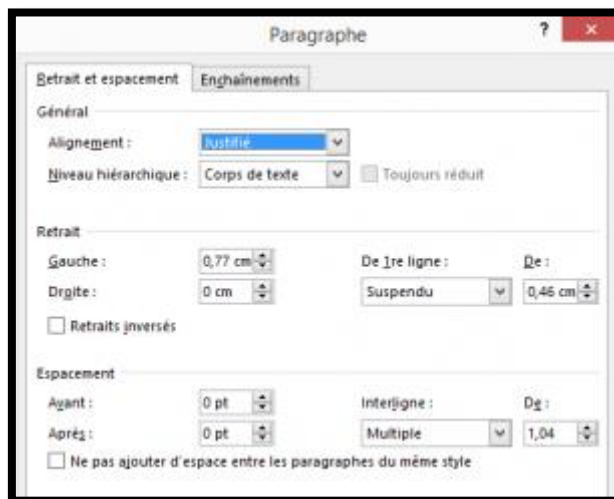 Paragraphe ? ×
Retrait et espacement Enchaînements
Général
Alignement : Justifié
Niveau hiérarchique : Corps de texte Toujours réduit
Retrait
Gauche : 0,77 cm De 1re ligne : De :
Droite : 0 cm Suspendu 0,46 cm
Retraits inversés
Espacement
Avant : 0 pt Interligne : De :
Après : 0 pt Multiple 1,04
Ne pas ajouter d'espace entre les paragraphes du même style